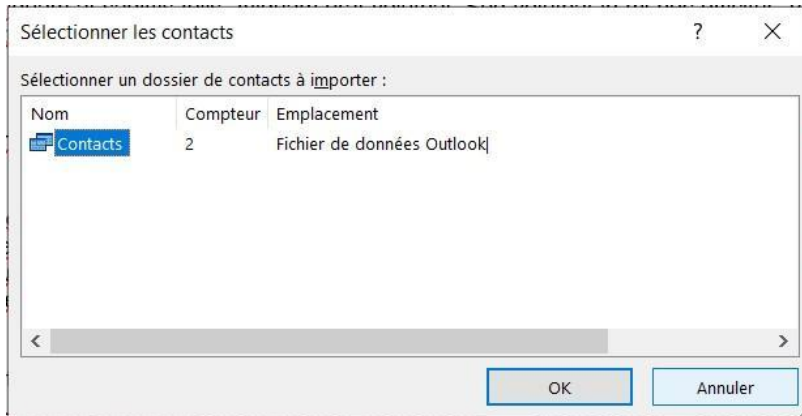 Sélectionner les contacts ?
Sélectionner un dossier de contacts à importer :
Nom Compteur Emplacement
Contacts 2 Fichier de données Outlook
OK Annuler